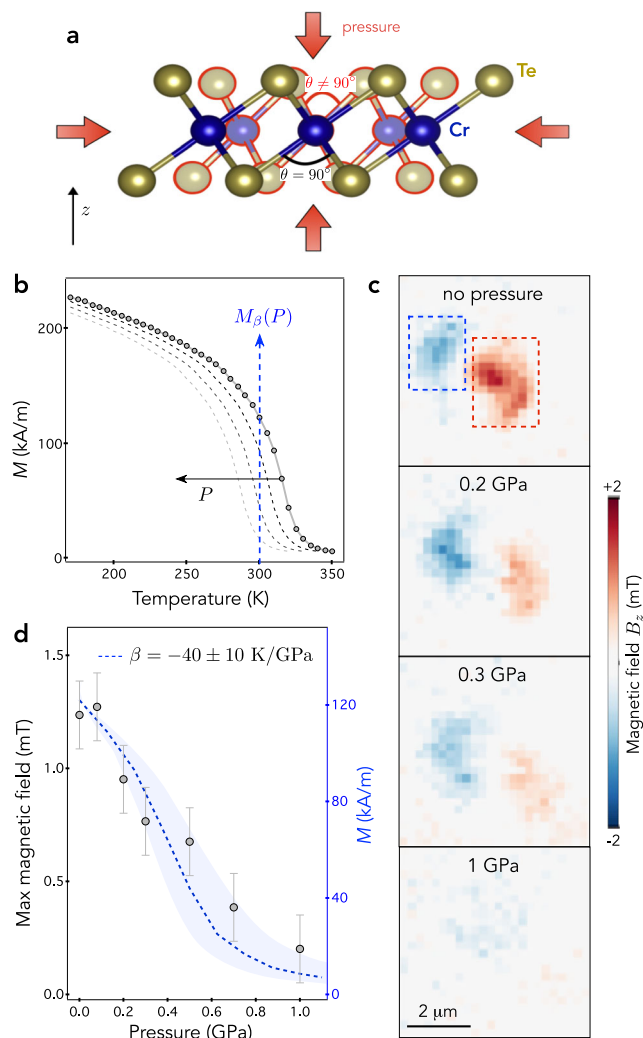 a
pressure
Te
θ ≠ 90°
Cr
θ = 90°
z
b
M_β(P)
M (kA/m)
200
100
0
P
200
250
300
350
Temperature (K)
c
no pressure
0.2 GPa
0.3 GPa
1 GPa
2 μm
+2
Magnetic field B_z (mT)
-2
d
β = −40 ± 10 K/GPa
Max magnetic field (mT)
1.5
1.0
0.5
0.0
120
80
40
0
M (kA/m)
0.0
0.2
0.4
0.6
0.8
1.0
Pressure (GPa)